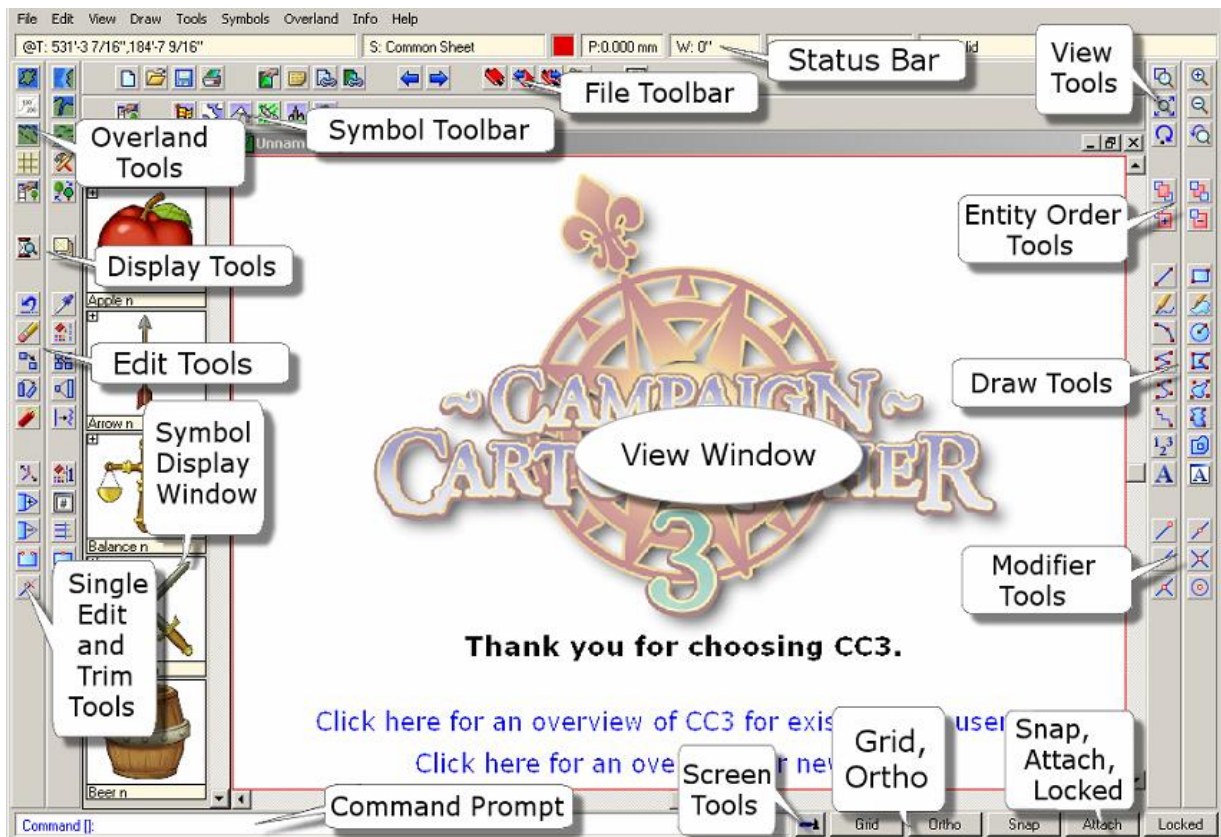 File Edit View Draw Tools Symbols Overland Info Help
@T: 531'-3 7/16",184'-7 9/16" S: Common Sheet P:0.000 mm W: 0"
Status Bar
View
Tools
File Toolbar
Symbol Toolbar
Overland
Tools
Unnam
Entity Order
Tools
Display Tools
Apple n
Edit Tools
Draw Tools
Arrow n
Symbol
Display
Window
~CAMPAIGN~
View Window
3
Balance n
Modifier
Tools
Single
Edit
and
Trim
Tools
Thank you for choosing CC3.
Click here for an overview of CC3 for
Click here for an
Beer n
Screen
Tools
Grid,
Ortho
Snap,
Attach,
Locked
Command Prompt
Command []: Grid Ortho Snap Attach Locked